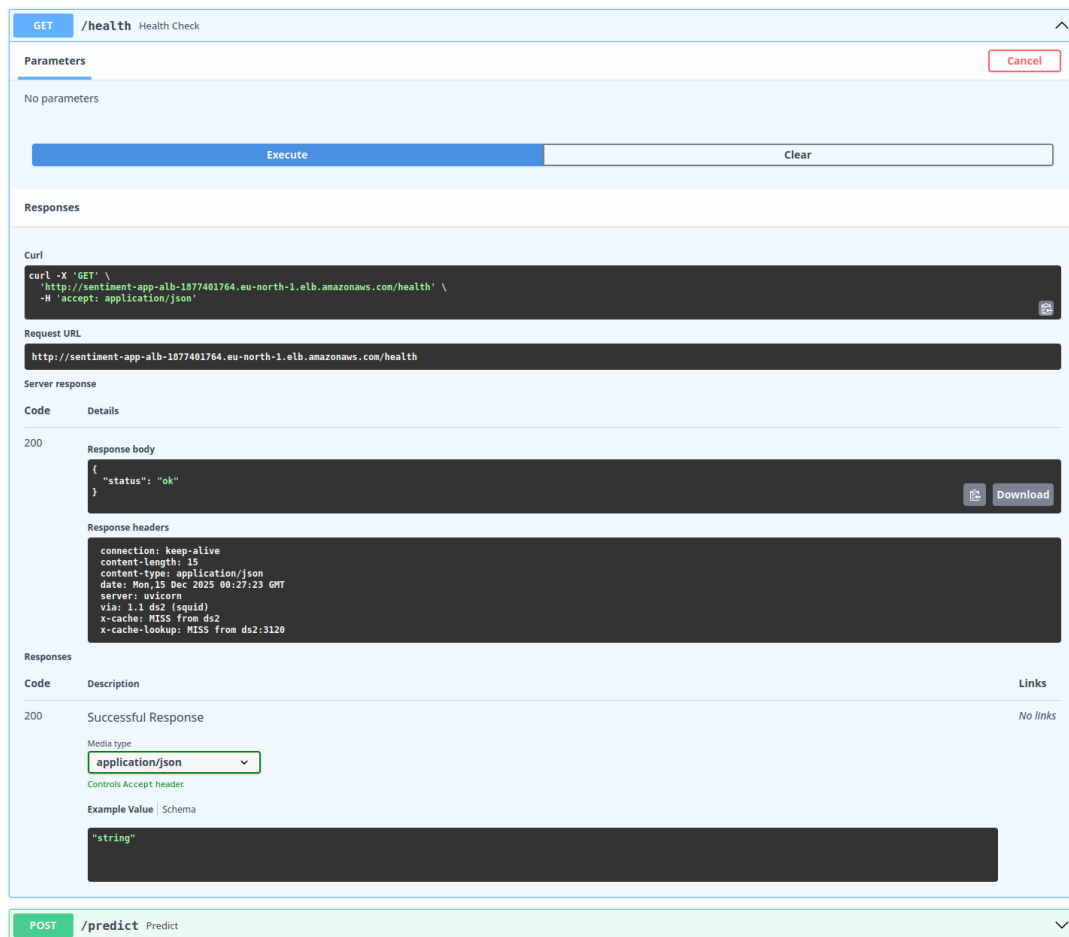 GET /health Health Check
Parameters
Cancel
No parameters
Execute
Clear
Responses
Curl
curl -X 'GET' \
  'http://sentiment-app-alb-1877401764.eu-north-1.elb.amazonaws.com/health' \
  -H 'accept: application/json'
Request URL
http://sentiment-app-alb-1877401764.eu-north-1.elb.amazonaws.com/health
Server response
Code Details
200
Response body
{
  "status": "ok"
}
Download
Response headers
connection: keep-alive
content-length: 15
content-type: application/json
date: Mon,15 Dec 2025 00:27:23 GMT
server: uvicorn
via: 1.1 ds2 (squid)
x-cache: MISS from ds2
x-cache-lookup: MISS from ds2:3120
Responses
Code Description Links
200 Successful Response No links
Media type
application/json
Controls Accept header.
Example Value Schema
"string"
POST /predict Predict